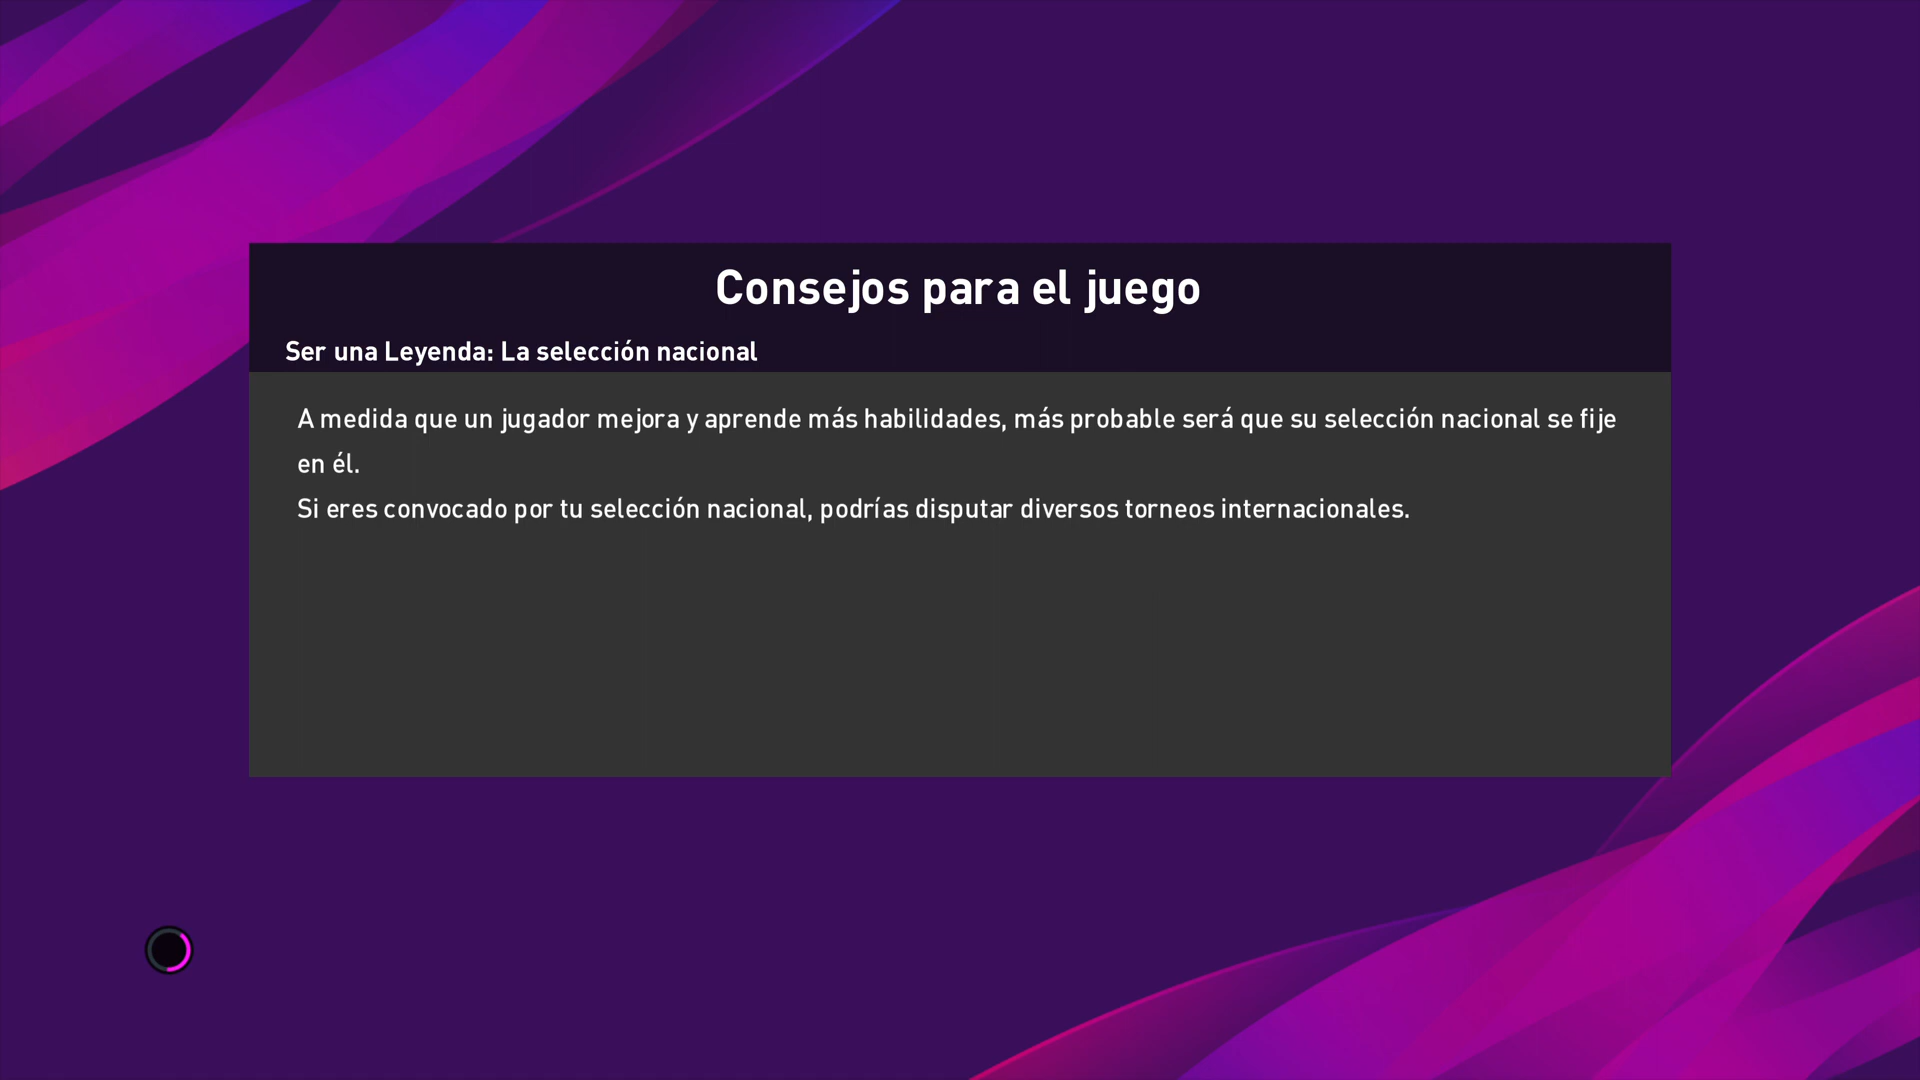 Consejos para el juego
Ser una Leyenda: La selección nacional
A medida que un jugador mejora y aprende más habilidades, más probable será que su selección nacional se fije
en él.
Si eres convocado por tu selección nacional, podrías disputar diversos torneos internacionales.